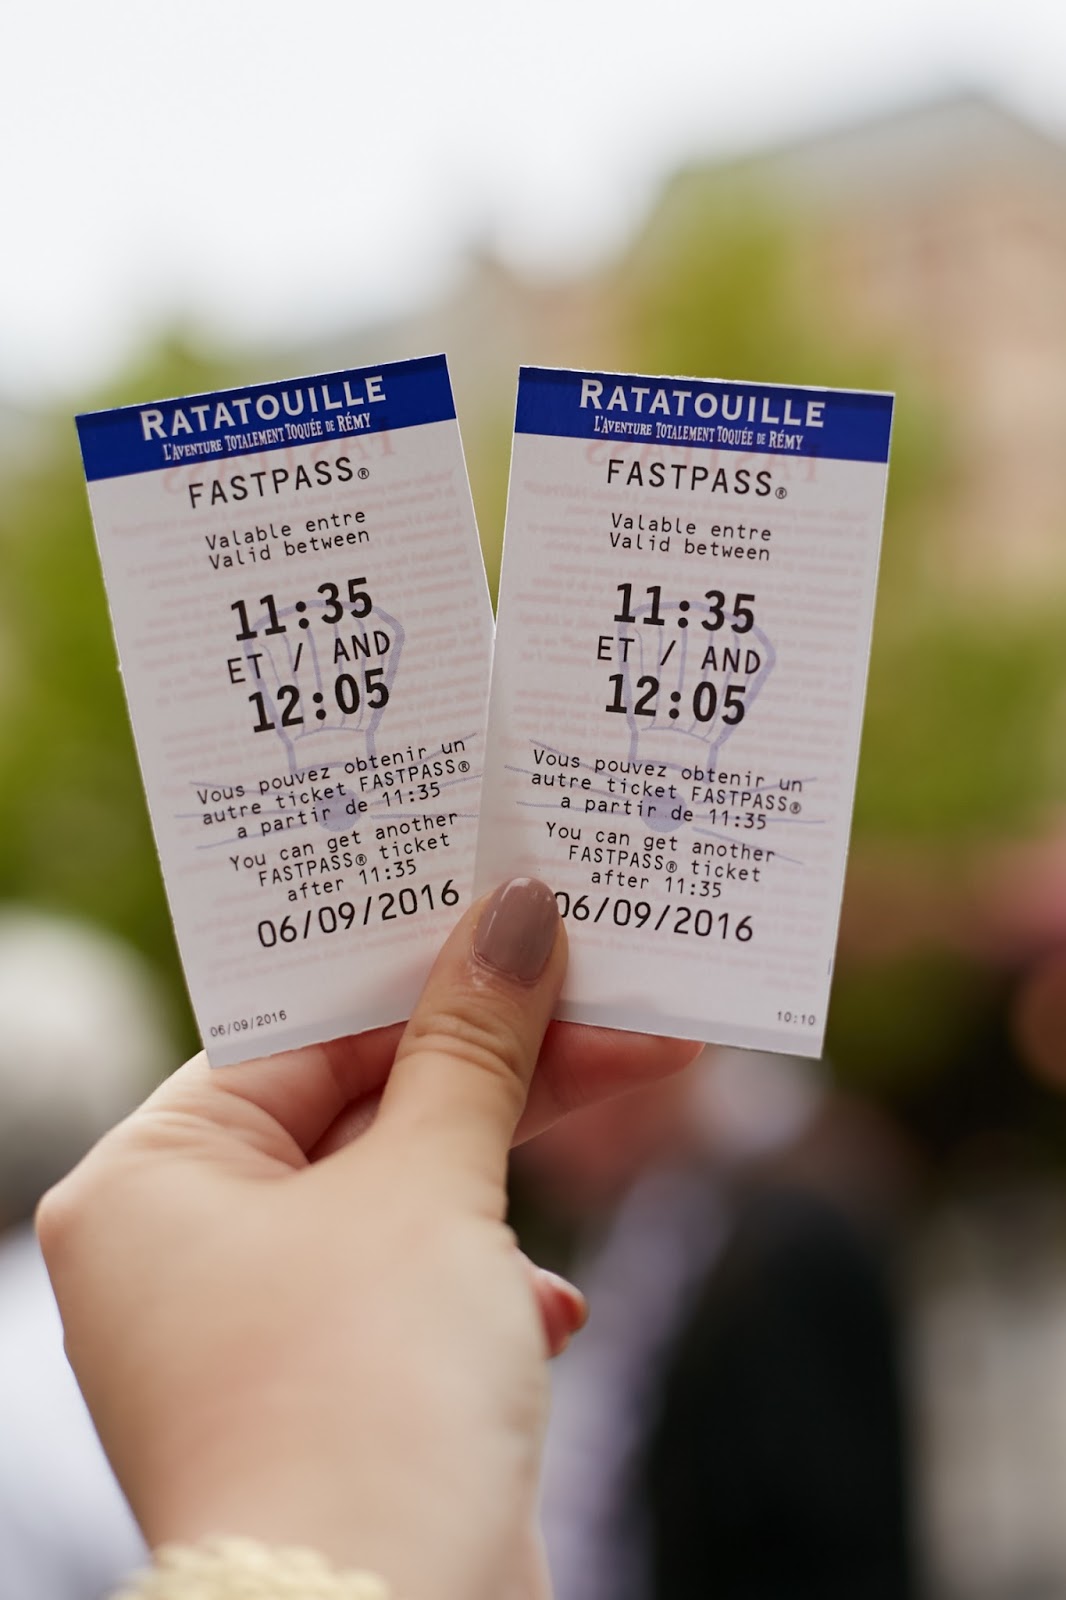 RATATOUILLE
L'AVENTURE TOTALEMENT TOQUÉE DE RÉMY
FASTPASS®
Valable entre
Valid between
11:35
ET / AND
12:05
Vous pouvez obtenir un
autre ticket FASTPASS®
a partir de 11:35
You can get another
FASTPASS® ticket
after 11:35
06/09/2016
06/09/2016
RATATOUILLE
L'AVENTURE TOTALEMENT TOQUÉE DE RÉMY
FASTPASS®
Valable entre
Valid between
11:35
ET / AND
12:05
Vous pouvez obtenir un
autre ticket FASTPASS®
a partir de 11:35
You can get another
FASTPASS® ticket
after 11:35
06/09/2016
10:10